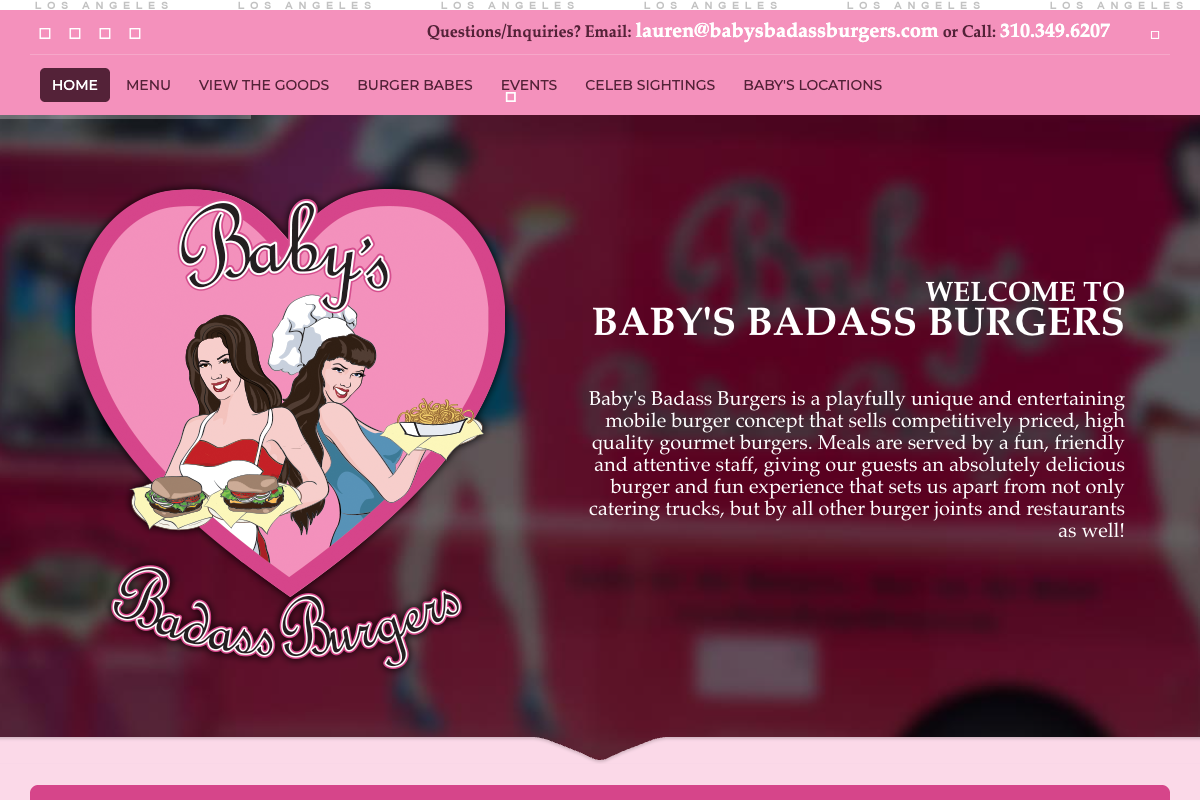 LOS ANGELES LOS ANGELES LOS ANGELES LOS ANGELES LOS ANGELES LOS ANGELES
Questions/Inquiries? Email: lauren@babysbadassburgers.com or Call: 310.349.6207
HOME MENU VIEW THE GOODS BURGER BABES EVENTS CELEB SIGHTINGS BABY'S LOCATIONS
Baby's
Badass Burgers
Baby's
WELCOME TO
BABY'S BADASS BURGERS
Baby's Badass Burgers is a playfully unique and entertaining
mobile burger concept that sells competitively priced, high
quality gourmet burgers. Meals are served by a fun, friendly
and attentive staff, giving our guests an absolutely delicious
burger and fun experience that sets us apart from not only
catering trucks, but by all other burger joints and restaurants
as well!